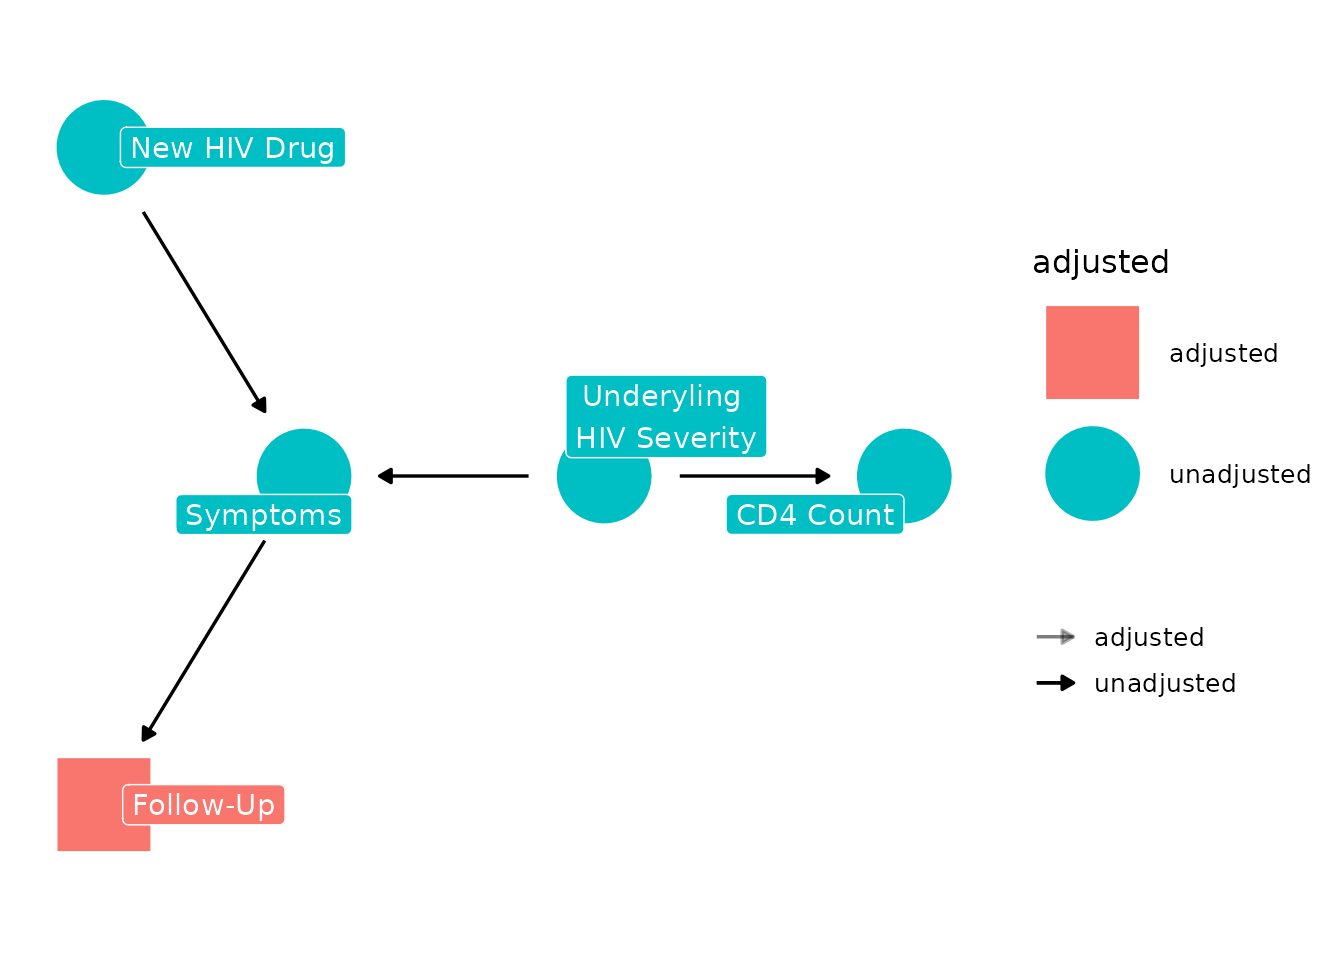 New HIV Drug
Underyling
HIV Severity
Symptoms
CD4 Count
Follow-Up
adjusted
adjusted
unadjusted
adjusted
unadjusted